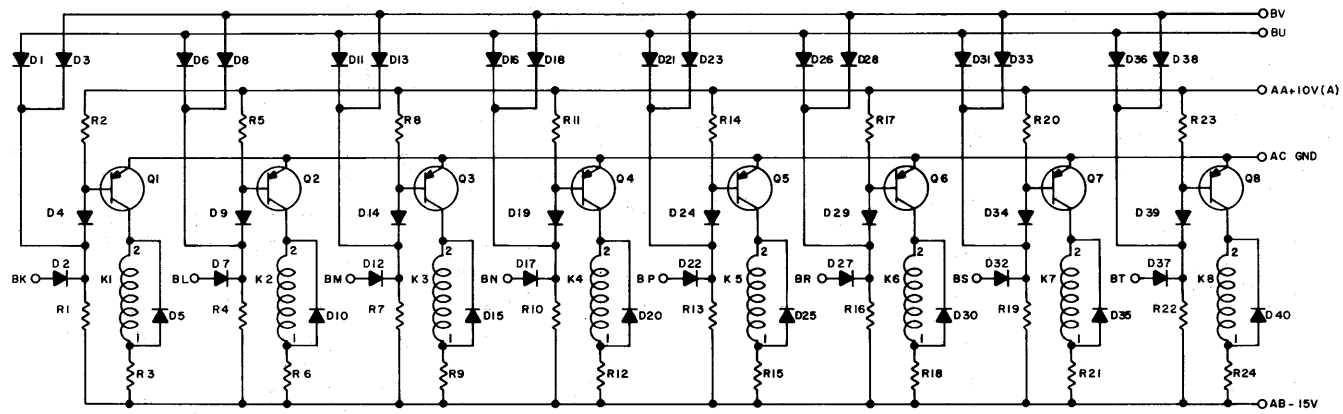 BV
BU
D1 D3 D6 D8 D11 D13 D16 D18 D21 D23 D26 D28 D31 D33 D36 D38
AA+10V(A)
R2 R5 R8 R11 R14 R17 R20 R23
AC GND
Q1 Q2 Q3 Q4 Q5 Q6 Q7 Q8
D4 D9 D14 D19 D24 D29 D34 D39
2 2 2 2 2 2 2 2
D2 D7 D12 D17 D22 D27 D32 D37
BK K1 BL K2 BM K3 BN K4 BP K5 BR K6 BS K7 BT K8
R1 D5 R4 D10 R7 D15 R10 D20 R13 D25 R16 D30 R19 D35 R22 D40
1 1 1 1 1 1 1 1
R3 R6 R9 R12 R15 R18 R21 R24
AB-15V